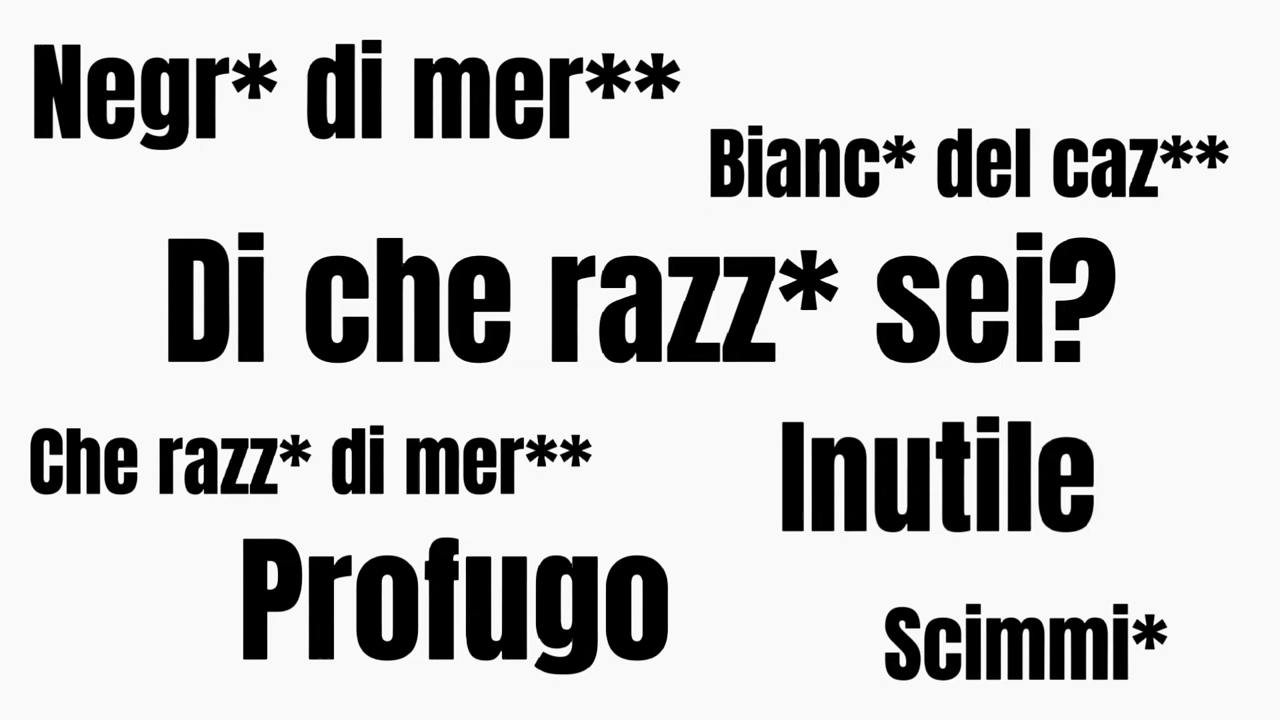 Negr* di mer**
Bianc* del caz**
Di che razz* sei?
Che razz* di mer**
Inutile
Profugo
Scimmi*